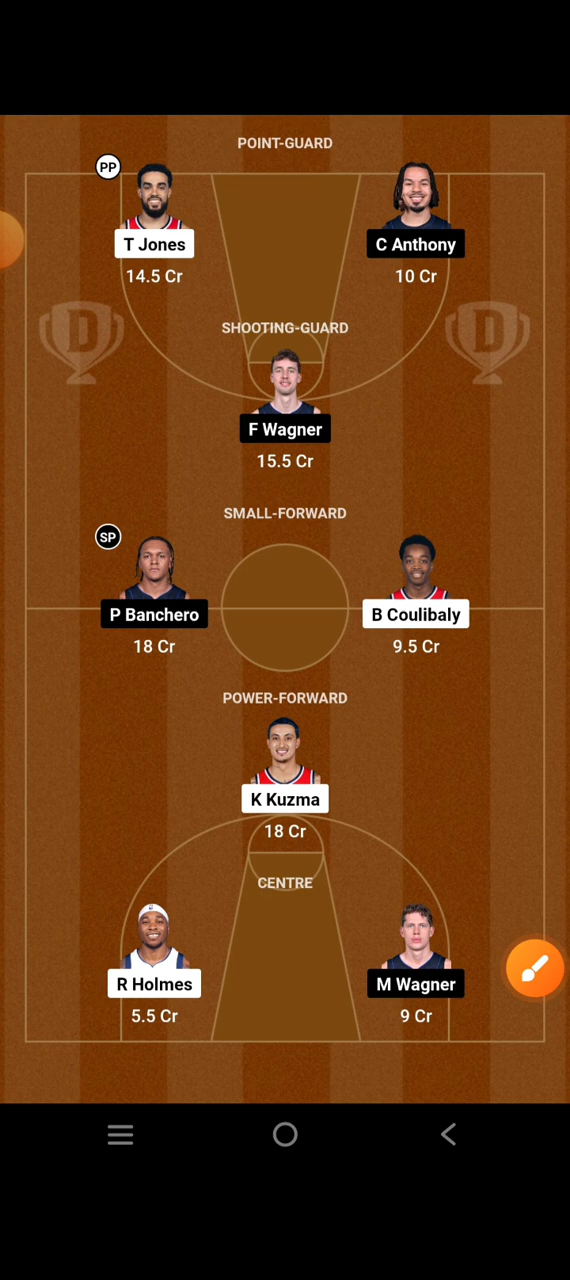 POINT-GUARD
PP
T Jones
C Anthony
14.5 Cr
10 Cr
D
D
SHOOTING-GUARD
F Wagner
15.5 Cr
SMALL-FORWARD
SP
P Banchero
B Coulibaly
18 Cr
9.5 Cr
POWER-FORWARD
K Kuzma
18 Cr
CENTRE
R Holmes
M Wagner
5.5 Cr
9 Cr